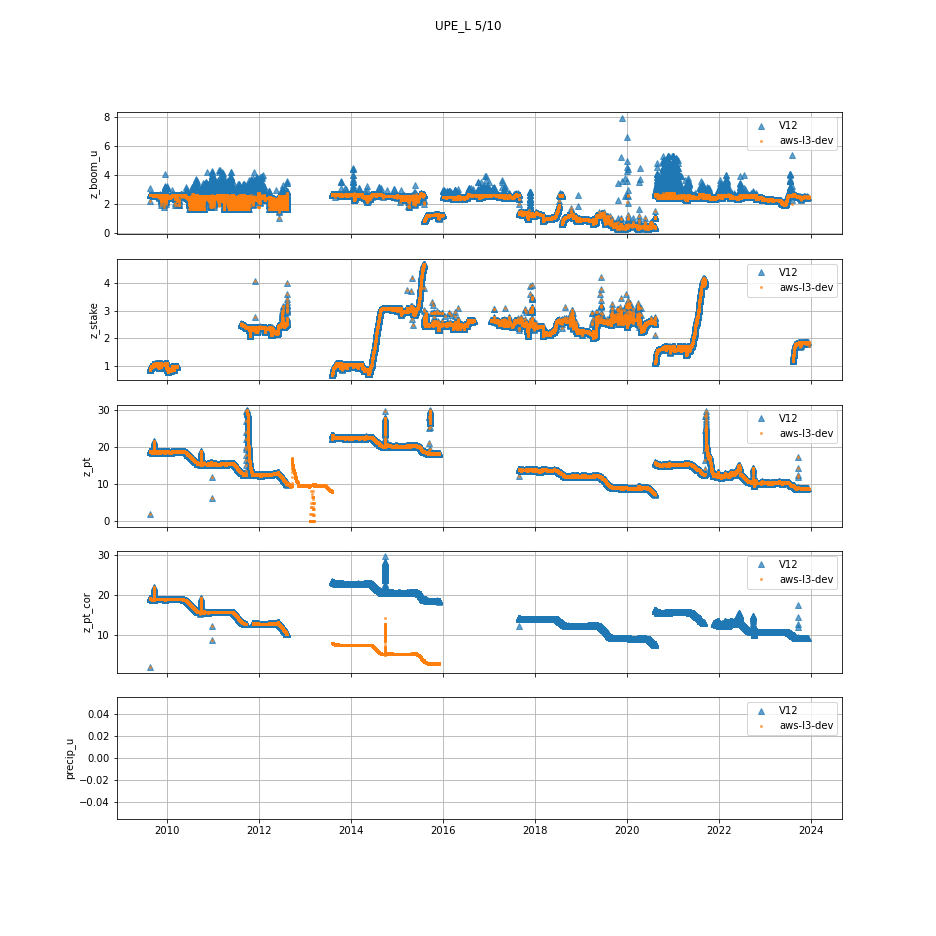 UPE_L 5/10
8
6
4
2
0
z_boom_u
V12
aws-l3-dev
4
3
2
1
z_stake
V12
aws-l3-dev
30
20
10
0
z_pt
V12
aws-l3-dev
30
20
10
z_pt_cor
V12
aws-l3-dev
0.04
0.02
0.00
−0.02
−0.04
precip_u
V12
aws-l3-dev
2010 2012 2014 2016 2018 2020 2022 2024